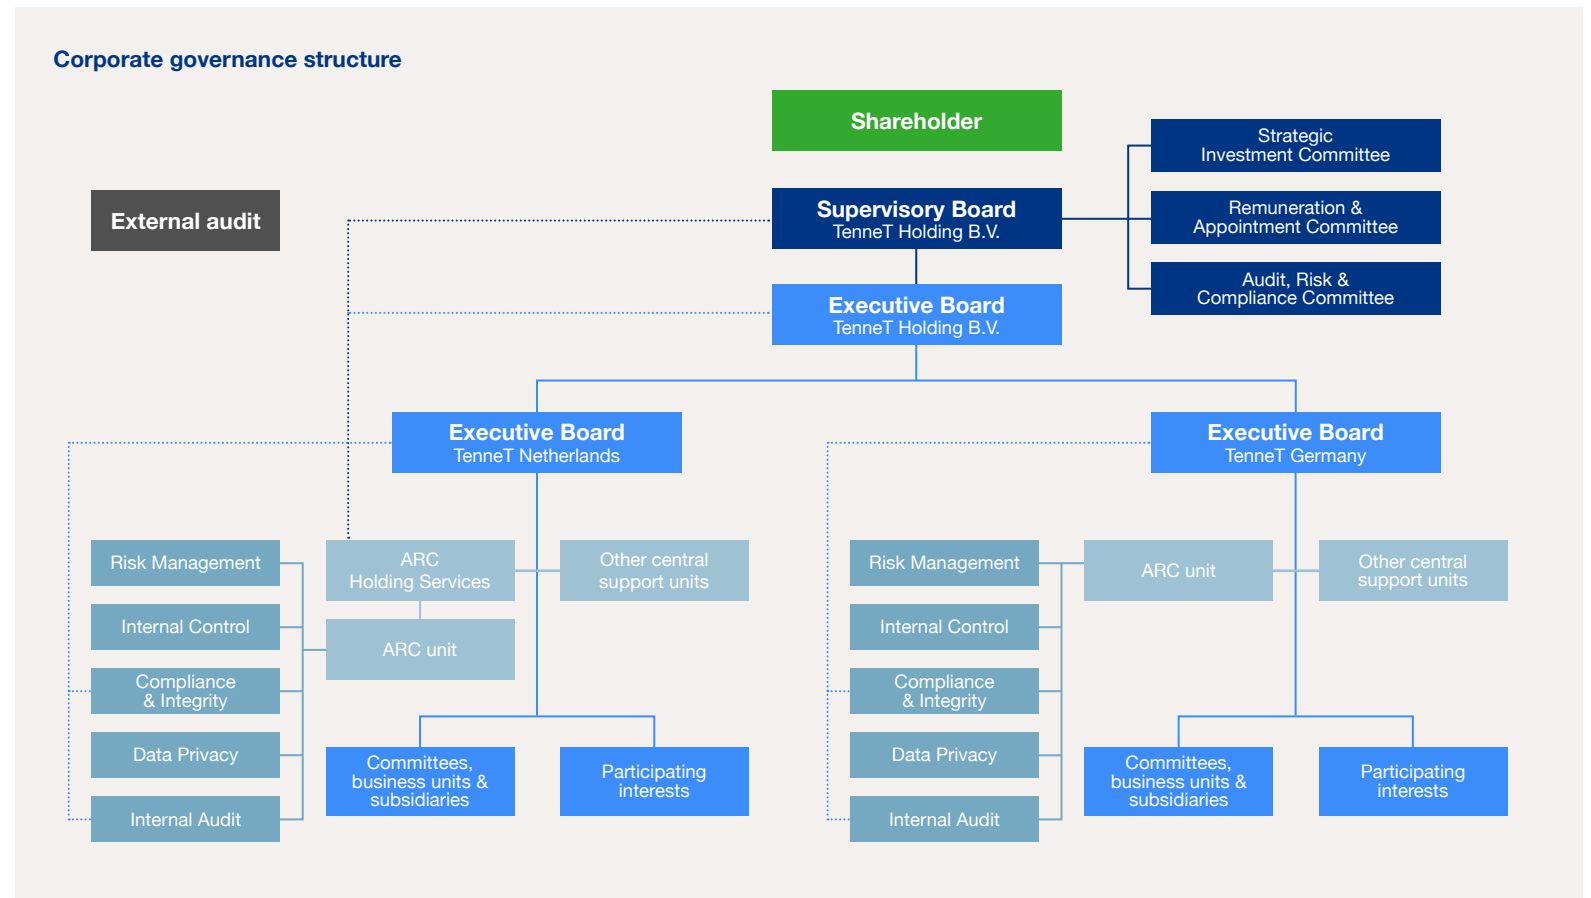 Corporate governance structure
Shareholder
Strategic
Investment Committee
External audit
Supervisory Board
TenneT Holding B.V.
Remuneration &
Appointment Committee
Audit, Risk &
Compliance Committee
Executive Board
TenneT Holding B.V.
Executive Board
TenneT Netherlands
Executive Board
TenneT Germany
Risk Management
Internal Control
Compliance
& Integrity
Data Privacy
Internal Audit
ARC
Holding Services
ARC unit
Other central
support units
Committees,
business units &
subsidiaries
Participating
interests
Risk Management
Internal Control
Compliance
& Integrity
Data Privacy
Internal Audit
ARC unit
Other central
support units
Committees,
business units &
subsidiaries
Participating
interests